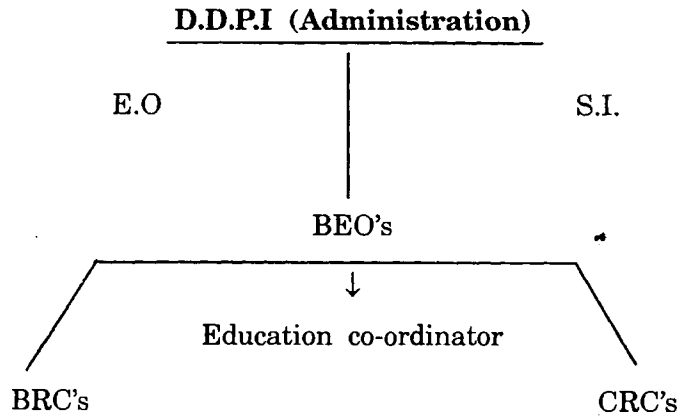 D.D.P.I (Administration)
E.O S.I.
BEO's
Education co-ordinator
BRC's CRC's